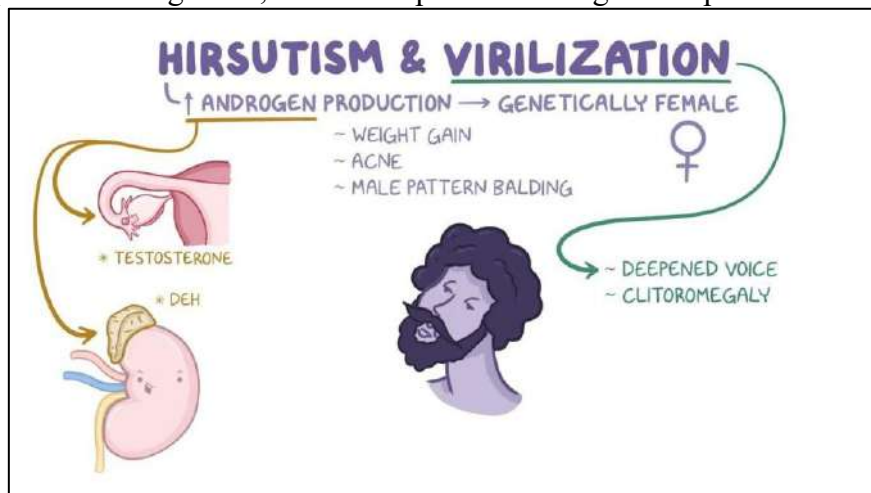 HIRSUTISM & VIRILIZATION
↑ ANDROGEN PRODUCTION → GENETICALLY FEMALE
~ WEIGHT GAIN
~ ACNE
~ MALE PATTERN BALDING
* TESTOSTERONE
* DEH
~ DEEPENED VOICE
~ CLITOROMEGALY